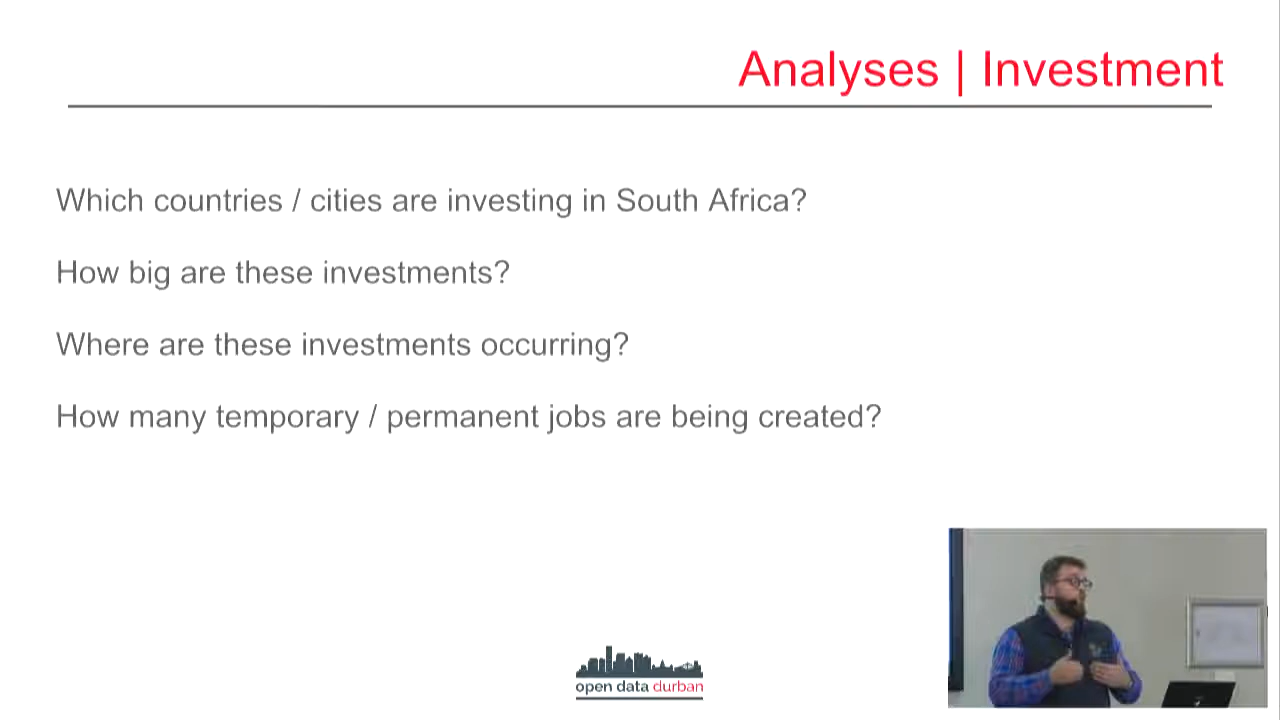 Analyses | Investment
Which countries / cities are investing in South Africa?
How big are these investments?
Where are these investments occurring?
How many temporary / permanent jobs are being created?
open data durban